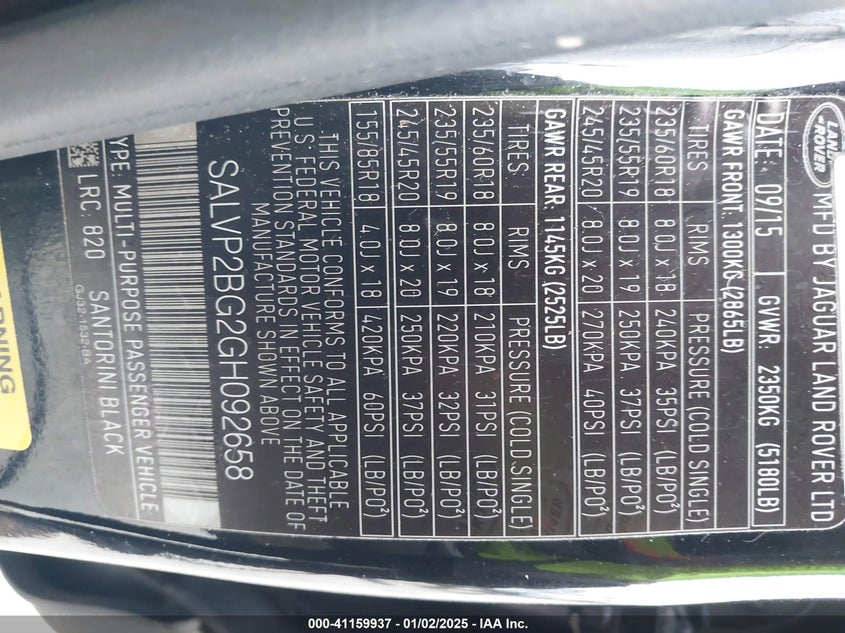 LAND
ROVER
MFD BY JAGUAR LAND ROVER LTD
DATE: 09/15 GVWR: 2350KG (5180LB)
GAWR FRONT: 1300KG (2865LB)
TIRES RIMS PRESSURE (COLD SINGLE)
235/60R18 8.0J x 18 240KPA 35PSI (LB/PO²)
235/55R19 8.0J x 19 250KPA 37PSI (LB/PO²)
245/45R20 8.0J x 20 270KPA 40PSI (LB/PO²)
GAWR REAR: 1145KG (2525LB)
TIRES RIMS PRESSURE (COLD SINGLE)
235/60R18 8.0J x 18 210KPA 31PSI (LB/PO²)
235/55R19 8.0J x 19 220KPA 32PSI (LB/PO²)
245/45R20 8.0J x 20 250KPA 37PSI (LB/PO²)
155/85R18 4.0J x 18 420KPA 60PSI (LB/PO²)
THIS VEHICLE CONFORMS TO ALL APPLICABLE
U.S. FEDERAL MOTOR VEHICLE SAFETY AND THEFT
PREVENTION STANDARDS IN EFFECT ON THE DATE OF
MANUFACTURE SHOWN ABOVE
SALVP2BG2GH092658
TYPE: MULTI-PURPOSE PASSENGER VEHICLE
LRC: 820 SANTORINI BLACK
GJ32-1532-BA
000-41159937 - 01/02/2025 - IAA Inc.